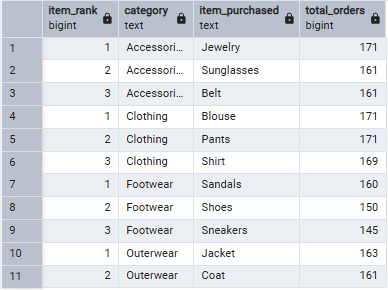 item_rank category item_purchased total_orders
bigint text text bigint
1 1 Accessori... Jewelry 171
2 2 Accessori... Sunglasses 161
3 3 Accessori... Belt 161
4 1 Clothing Blouse 171
5 2 Clothing Pants 171
6 3 Clothing Shirt 169
7 1 Footwear Sandals 160
8 2 Footwear Shoes 150
9 3 Footwear Sneakers 145
10 1 Outerwear Jacket 163
11 2 Outerwear Coat 161